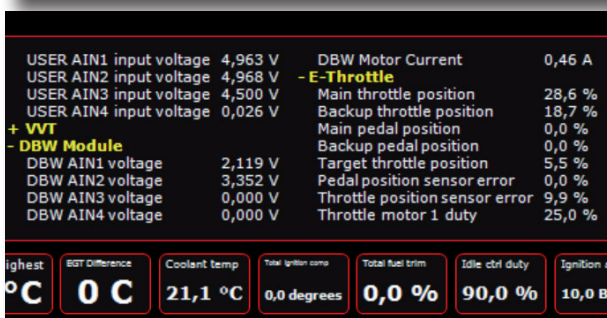 USER AIN1 input voltage 4,963 V
USER AIN2 input voltage 4,968 V
USER AIN3 input voltage 4,500 V
USER AIN4 input voltage 0,026 V
+ VVT
- DBW Module
DBW AIN1 voltage 2,119 V
DBW AIN2 voltage 3,352 V
DBW AIN3 voltage 0,000 V
DBW AIN4 voltage 0,000 V
DBW Motor Current 0,46 A
- E-Throttle
Main throttle position 28,6 %
Backup throttle position 18,7 %
Main pedal position 0,0 %
Backup pedal position 0,0 %
Target throttle position 5,5 %
Pedal position sensor error 0,0 %
Throttle position sensor error 9,9 %
Throttle motor 1 duty 25,0 %
ighest
°C
EGT Difference
0 C
Coolant temp
21,1 °C
Total Ignition comp
0,0 degrees
Total fuel trim
0,0 %
Idle ctrl duty
90,0 %
Ignition
10,0 B